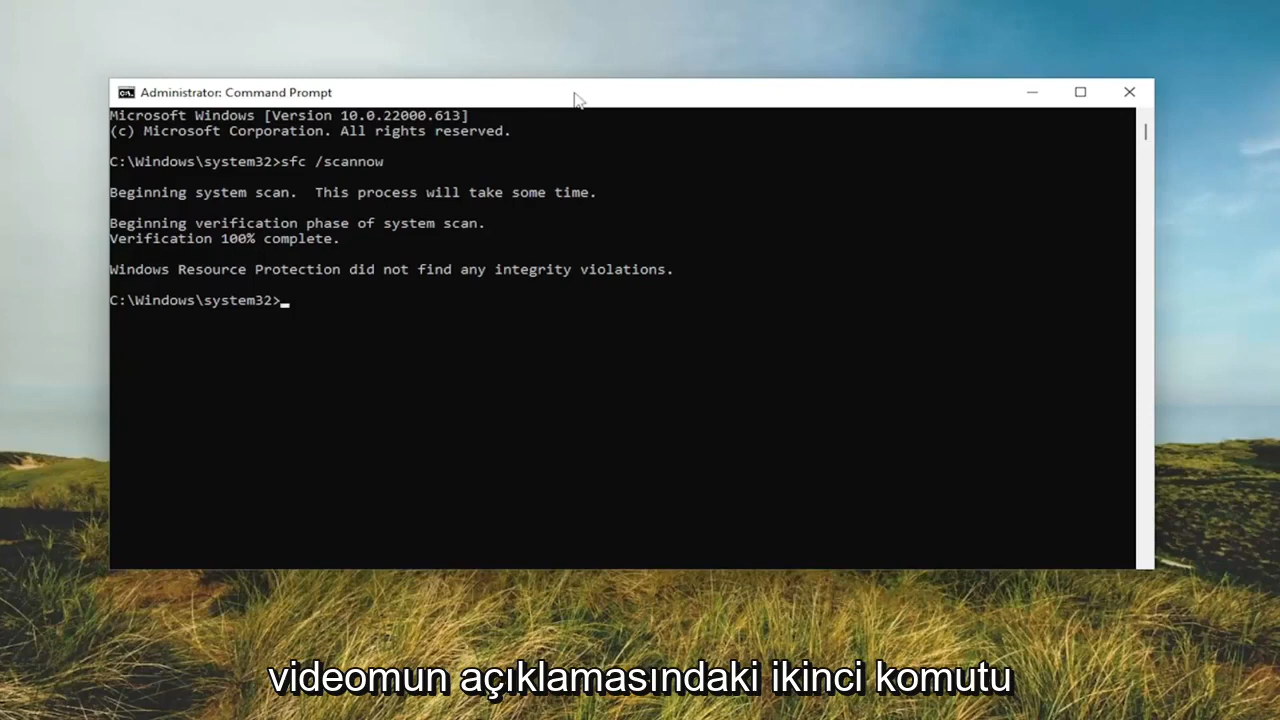 Administrator: Command Prompt
Microsoft Windows [Version 10.0.22000.613]
(c) Microsoft Corporation. All rights reserved.
C:\Windows\system32>sfc /scannow
Beginning system scan.  This process will take some time.
Beginning verification phase of system scan.
Verification 100% complete.
Windows Resource Protection did not find any integrity violations.
C:\Windows\system32>
videomun açıklamasındaki ikinci komutu